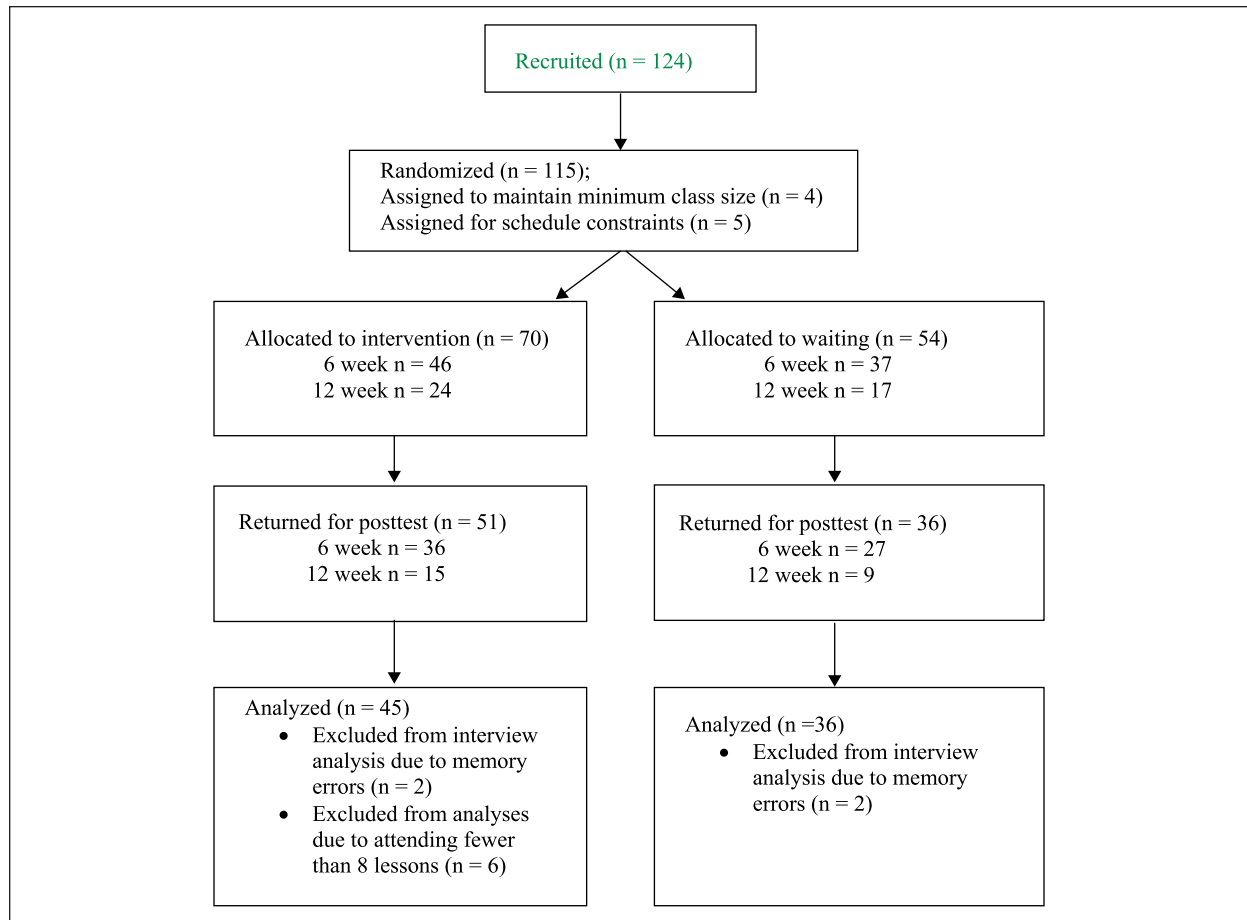 Recruited (n = 124)
Randomized (n = 115);
Assigned to maintain minimum class size (n = 4)
Assigned for schedule constraints (n = 5)
Allocated to intervention (n = 70)
6 week n = 46
12 week n = 24
Allocated to waiting (n = 54)
6 week n = 37
12 week n = 17
Returned for posttest (n = 51)
6 week n = 36
12 week n = 15
Returned for posttest (n = 36)
6 week n = 27
12 week n = 9
Analyzed (n = 45)
• Excluded from interview
analysis due to memory
errors (n = 2)
• Excluded from analyses
due to attending fewer
than 8 lessons (n = 6)
Analyzed (n =36)
• Excluded from interview
analysis due to memory
errors (n = 2)